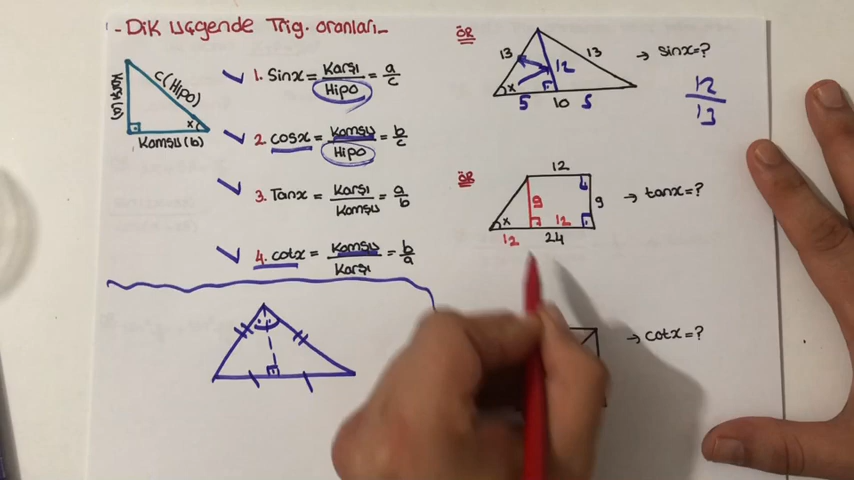 - Dik üçgende Trig. oranları -
Karşı(a)
C (Hipo)
x
Komşu (b)
1. Sinx = Karşı / Hipo = a/c
2. cosx = Komşu / Hipo = b/c
3. Tanx = Karşı / Komşu = a/b
4. cotx = Komşu / Karşı = b/a
ÖR
13
13
12
x
5
10
5
→ sinx=?
12/13
ÖR
12
9
9
x
12
12
24
→ tanx=?
→ cotx=?